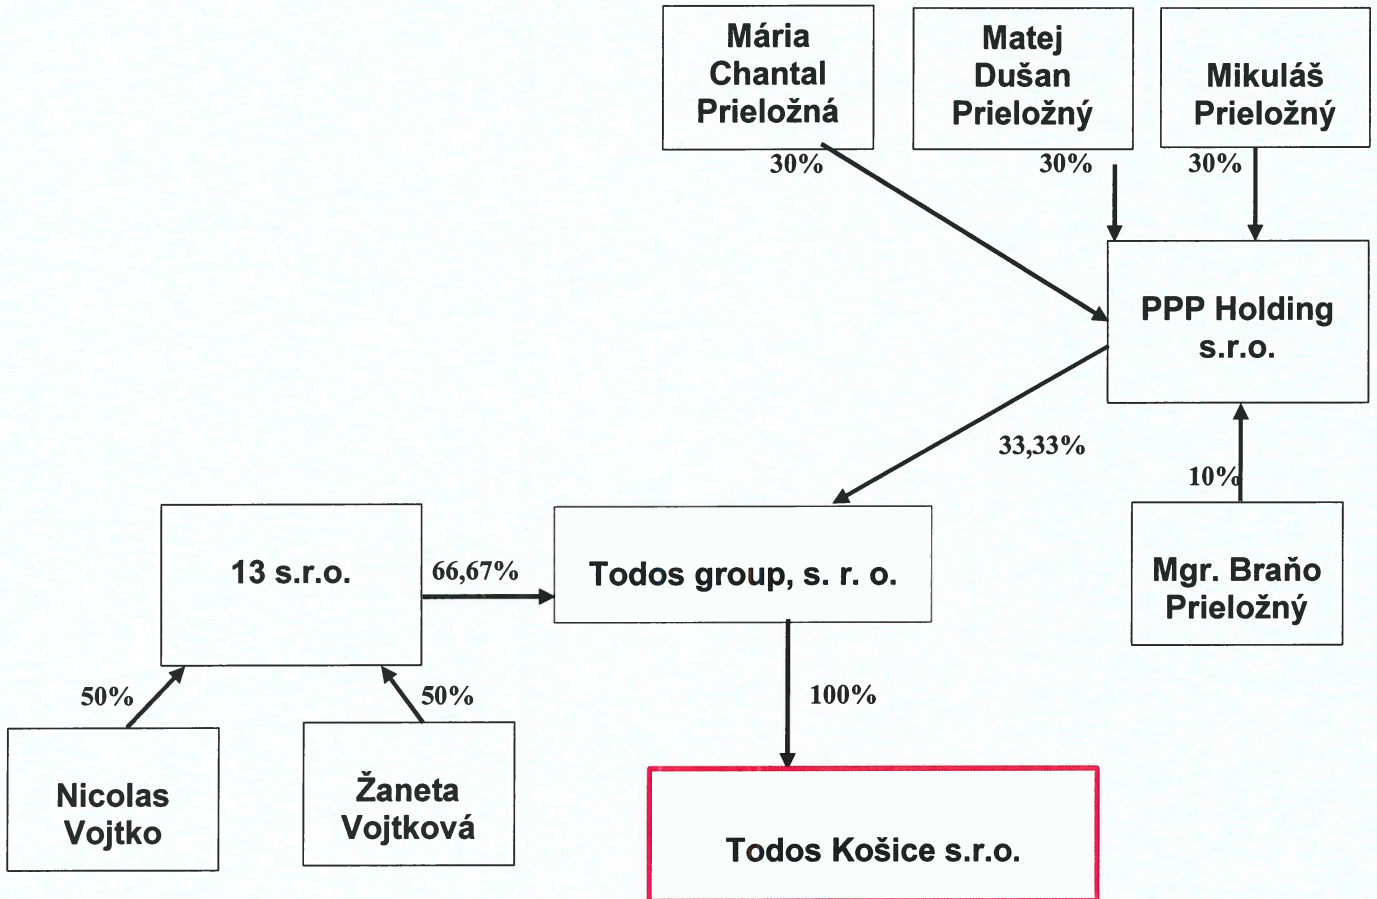 Mária
Chantal
Prieložná
Matej
Dušan
Prieložný
Mikuláš
Prieložný
30%
30%
30%
PPP Holding
s.r.o.
33,33%
10%
Mgr. Braňo
Prieložný
13 s.r.o.
66,67%
Todos group, s. r. o.
50%
50%
100%
Nicolas
Vojtko
Žaneta
Vojtková
Todos Košice s.r.o.